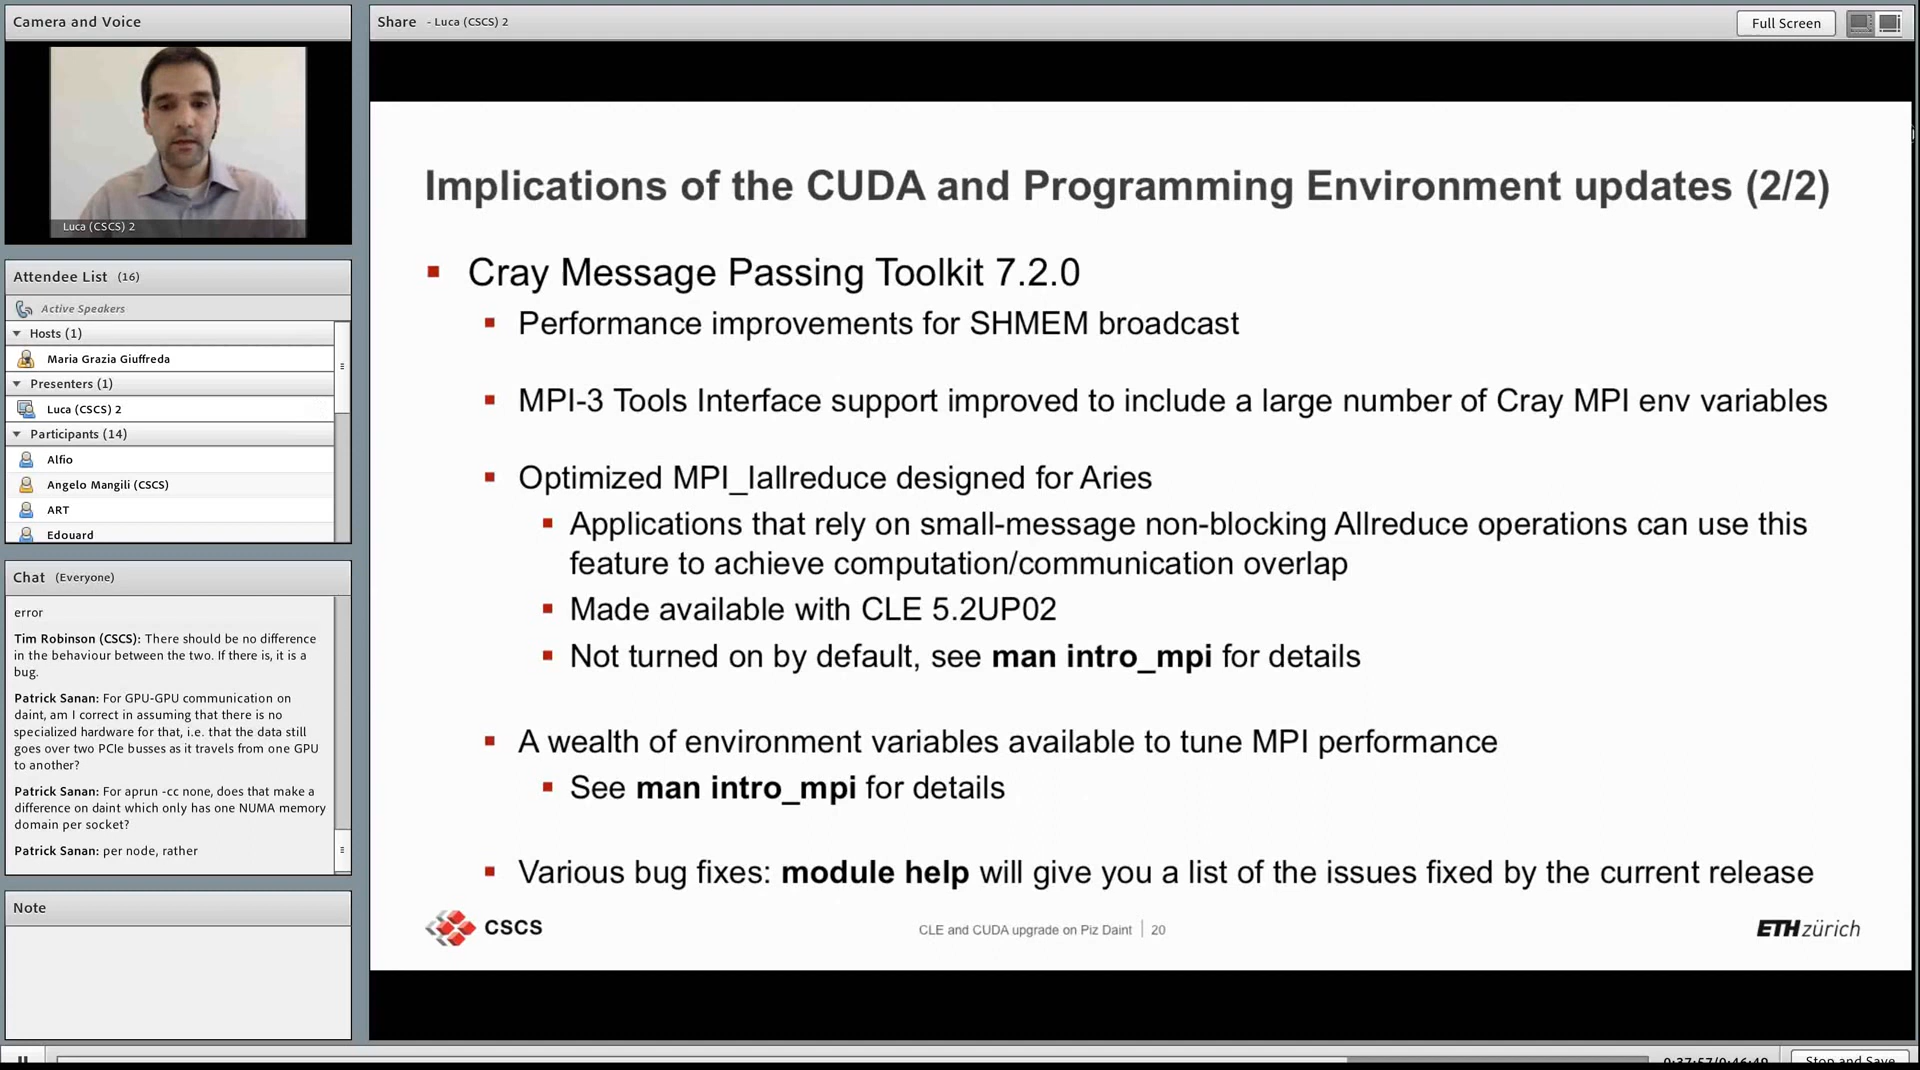 Camera and Voice
Luca (CSCS) 2
Attendee List (16)
Active Speakers
Hosts (1)
Maria Grazia Giuffreda
Presenters (1)
Luca (CSCS) 2
Participants (14)
Alfio
Angelo Mangili (CSCS)
ART
Edouard
Chat (Everyone)
error
Tim Robinson (CSCS): There should be no difference
in the behaviour between the two. If there is, it is a
bug.
Patrick Sanan: For GPU-GPU communication on
daint, am I correct in assuming that there is no
specialized hardware for that, i.e. that the data still
goes over two PCIe busses as it travels from one GPU
to another?
Patrick Sanan: For aprun -cc none, does that make a
difference on daint which only has one NUMA memory
domain per socket?
Patrick Sanan: per node, rather
Note
Share - Luca (CSCS) 2
Full Screen
Implications of the CUDA and Programming Environment updates (2/2)
Cray Message Passing Toolkit 7.2.0
Performance improvements for SHMEM broadcast
MPI-3 Tools Interface support improved to include a large number of Cray MPI env variables
Optimized MPI_Iallreduce designed for Aries
Applications that rely on small-message non-blocking Allreduce operations can use this
feature to achieve computation/communication overlap
Made available with CLE 5.2UP02
Not turned on by default, see man intro_mpi for details
A wealth of environment variables available to tune MPI performance
See man intro_mpi for details
Various bug fixes: module help will give you a list of the issues fixed by the current release
CSCS
CLE and CUDA upgrade on Piz Daint | 20
ETH zürich
0:37:57/0:46:49
Stop and Save